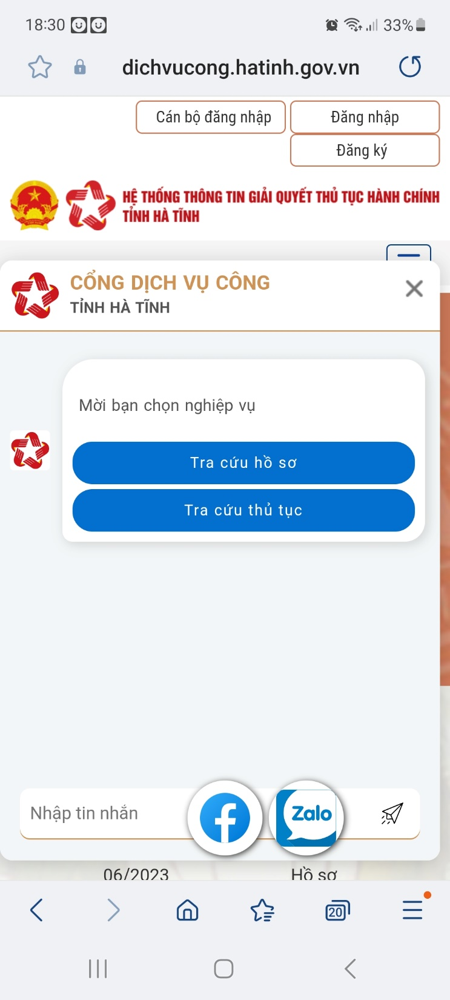 18:30
33%
dichvucong.hatinh.gov.vn
Cán bộ đăng nhập
Đăng nhập
Đăng ký
HỆ THỐNG THÔNG TIN GIẢI QUYẾT THỦ TỤC HÀNH CHÍNH
TỈNH HÀ TĨNH
CỔNG DỊCH VỤ CÔNG
TỈNH HÀ TĨNH
Mời bạn chọn nghiệp vụ
Tra cứu hồ sơ
Tra cứu thủ tục
Nhập tin nhắn
Zalo
06/2023
Hồ sơ
20